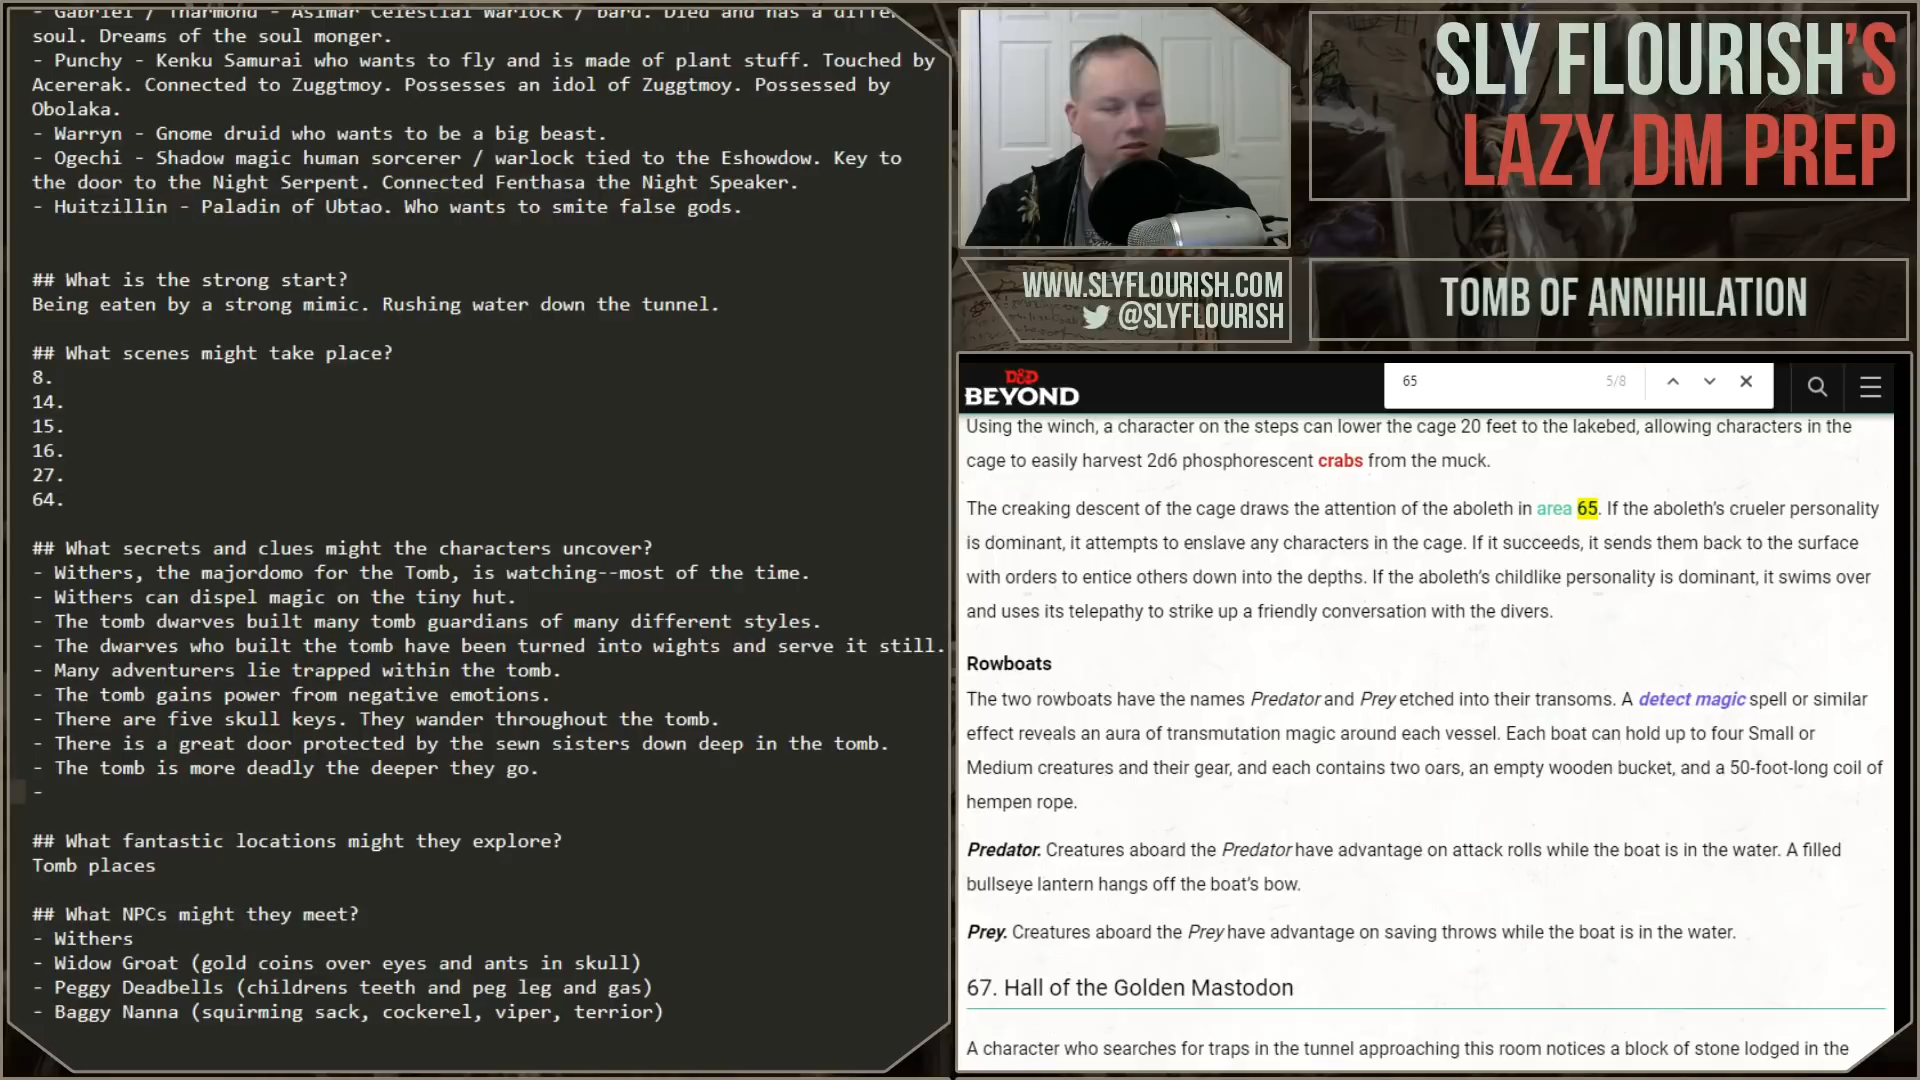 - Gabriel / Tharmond - Asimar Celestial Warlock / bard. Died and has a
soul. Dreams of the soul monger.
- Punchy - Kenku Samurai who wants to fly and is made of plant stuff. Touched by
Acererak. Connected to Zuggtmoy. Possesses an idol of Zuggtmoy. Possessed by
Obolaka.
- Warryn - Gnome druid who wants to be a big beast.
- Ogechi - Shadow magic human sorcerer / warlock tied to the Eshowdow. Key to
the door to the Night Serpent. Connected Fenthasa the Night Speaker.
- Huitzillin - Paladin of Ubtao. Who wants to smite false gods.
## What is the strong start?
Being eaten by a strong mimic. Rushing water down the tunnel.
## What scenes might take place?
8.
14.
15.
16.
27.
64.
## What secrets and clues might the characters uncover?
- Withers, the majordomo for the Tomb, is watching--most of the time.
- Withers can dispel magic on the tiny hut.
- The tomb dwarves built many tomb guardians of many different styles.
- The dwarves who built the tomb have been turned into wights and serve it still.
- Many adventurers lie trapped within the tomb.
- The tomb gains power from negative emotions.
- There are five skull keys. They wander throughout the tomb.
- There is a great door protected by the sewn sisters down deep in the tomb.
- The tomb is more deadly the deeper they go.
-
## What fantastic locations might they explore?
Tomb places
## What NPCs might they meet?
- Withers
- Widow Groat (gold coins over eyes and ants in skull)
- Peggy Deadbells (childrens teeth and peg leg and gas)
- Baggy Nanna (squirming sack, cockerel, viper, terrior)
SLY FLOURISH'S
LAZY DM PREP
WWW.SLYFLOURISH.COM
@SLYFLOURISH
TOMB OF ANNIHILATION
D&D
BEYOND
65
5/8
Using the winch, a character on the steps can lower the cage 20 feet to the lakebed, allowing characters in the
cage to easily harvest 2d6 phosphorescent crabs from the muck.
The creaking descent of the cage draws the attention of the aboleth in area 65. If the aboleth's crueler personality
is dominant, it attempts to enslave any characters in the cage. If it succeeds, it sends them back to the surface
with orders to entice others down into the depths. If the aboleth's childlike personality is dominant, it swims over
and uses its telepathy to strike up a friendly conversation with the divers.
Rowboats
The two rowboats have the names Predator and Prey etched into their transoms. A detect magic spell or similar
effect reveals an aura of transmutation magic around each vessel. Each boat can hold up to four Small or
Medium creatures and their gear, and each contains two oars, an empty wooden bucket, and a 50-foot-long coil of
hempen rope.
Predator. Creatures aboard the Predator have advantage on attack rolls while the boat is in the water. A filled
bullseye lantern hangs off the boat's bow.
Prey. Creatures aboard the Prey have advantage on saving throws while the boat is in the water.
67. Hall of the Golden Mastodon
A character who searches for traps in the tunnel approaching this room notices a block of stone lodged in the